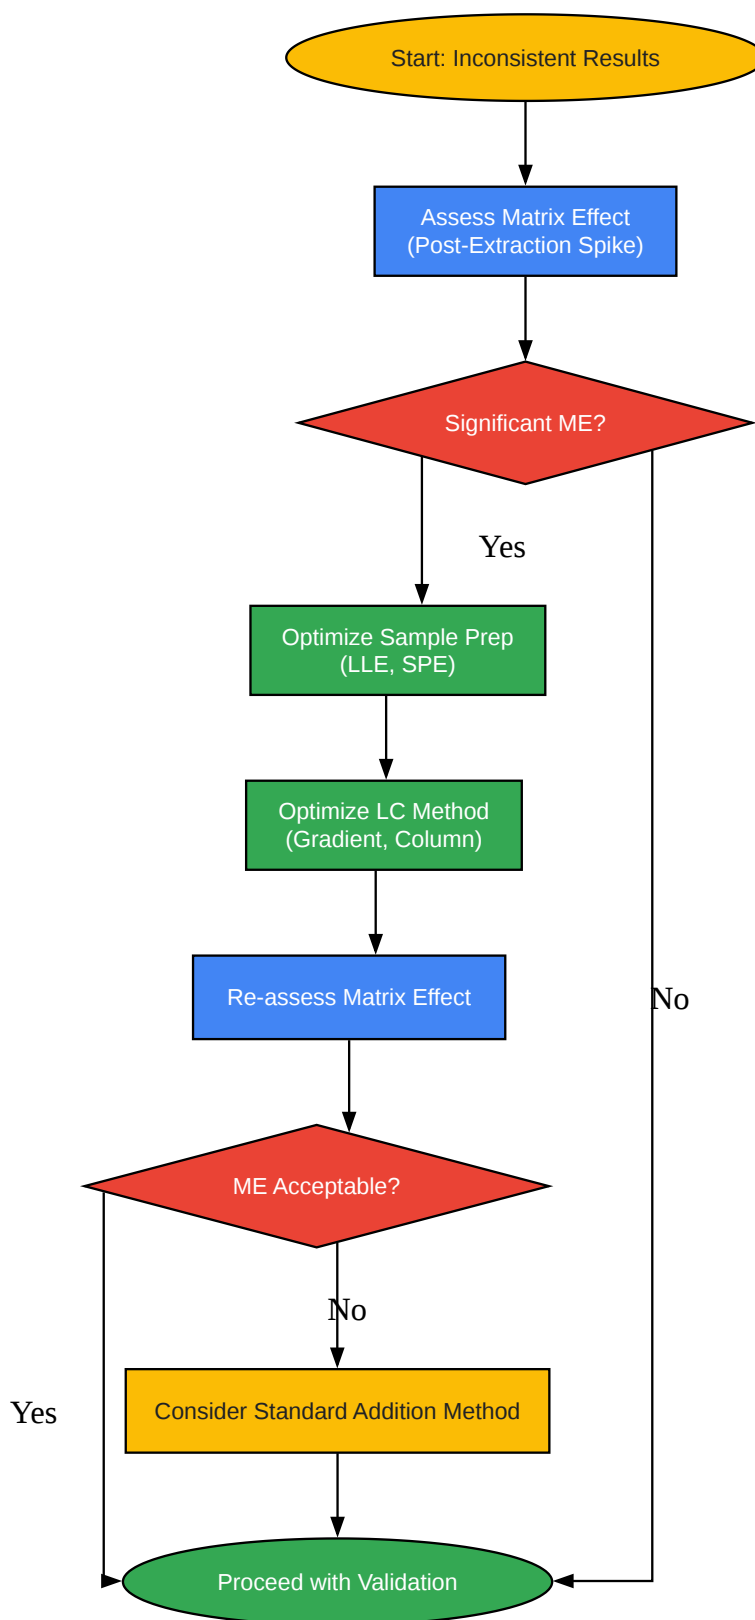 Start: Inconsistent Results
Assess Matrix Effect
(Post-Extraction Spike)
Significant ME?
Yes
Optimize Sample Prep
(LLE, SPE)
Optimize LC Method
(Gradient, Column)
Re-assess Matrix Effect
No
ME Acceptable?
No
Consider Standard Addition Method
Yes
Proceed with Validation